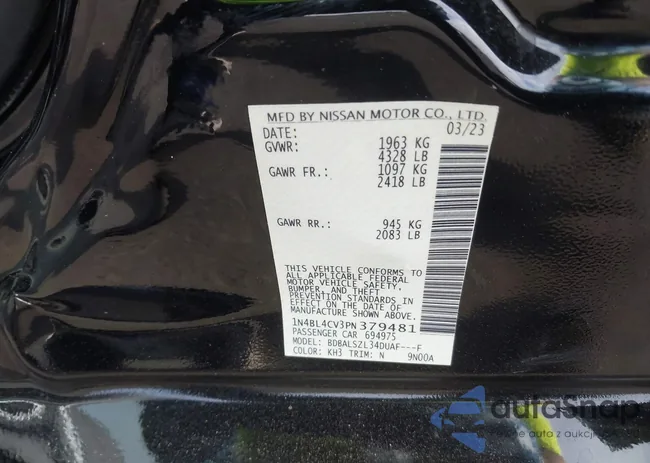 MFD BY NISSAN MOTOR CO., LTD.
DATE: 03/23
GVWR: 1963 KG
4328 LB
GAWR FR.: 1097 KG
2418 LB
GAWR RR.: 945 KG
2083 LB
THIS VEHICLE CONFORMS TO
ALL APPLICABLE FEDERAL
MOTOR VEHICLE SAFETY,
BUMPER, AND THEFT
PREVENTION STANDARDS IN
EFFECT ON THE DATE OF
MANUFACTURE SHOWN ABOVE.
1N4BL4CV3PN379481
PASSENGER CAR 694975
MODEL: BDBALSZL34DUAF---F
COLOR: KH3 TRIM: N 9N00A
autoSnap
auta z aukcji